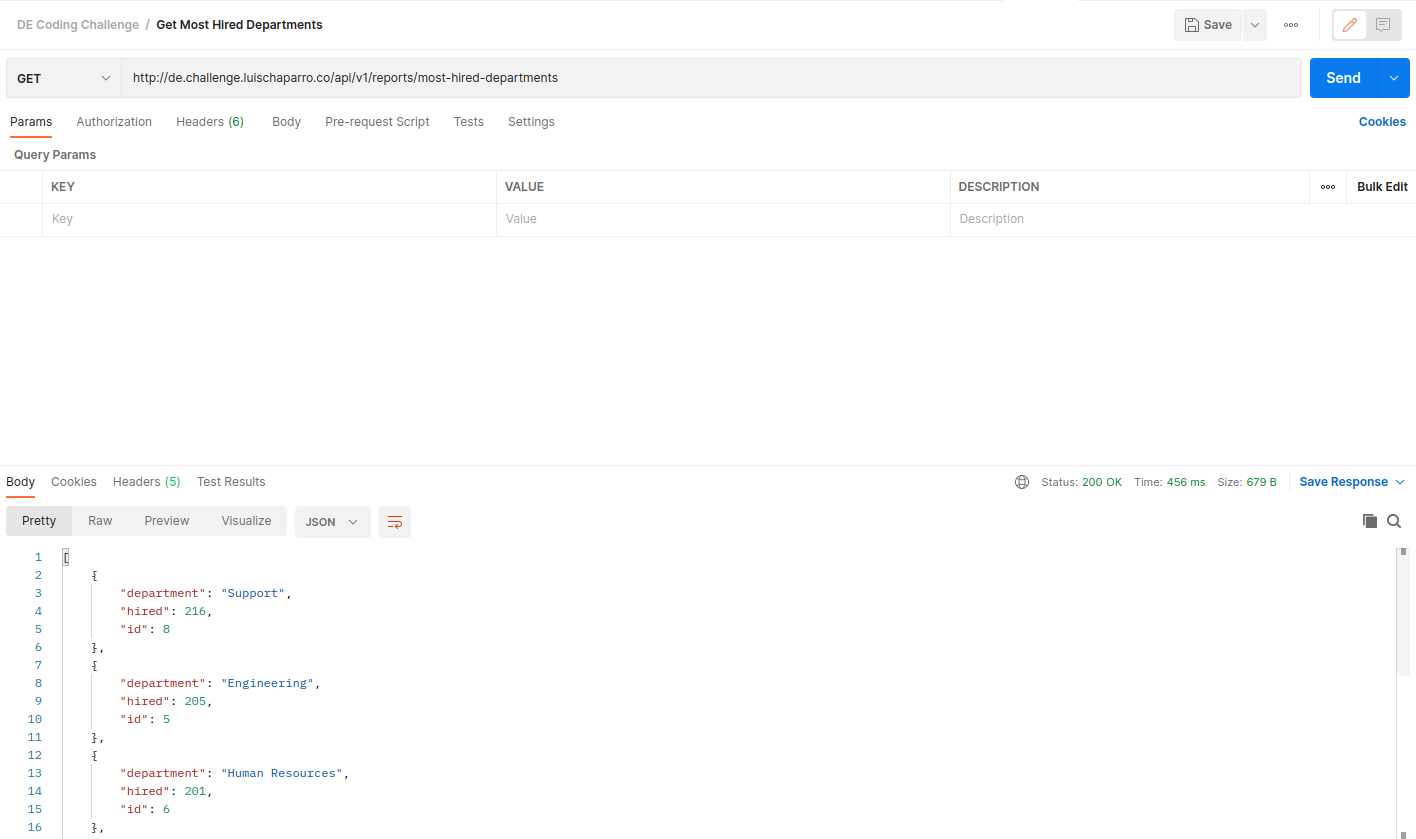 DE Coding Challenge / Get Most Hired Departments
Save
GET
http://de.challenge.luischaparro.co/api/v1/reports/most-hired-departments
Send
Params Authorization Headers (6) Body Pre-request Script Tests Settings Cookies
Query Params
KEY VALUE DESCRIPTION Bulk Edit
Key Value Description
Body Cookies Headers (5) Test Results Status: 200 OK Time: 456 ms Size: 679 B Save Response
Pretty Raw Preview Visualize JSON
1 [
2 {
3 "department": "Support",
4 "hired": 216,
5 "id": 8
6 },
7 {
8 "department": "Engineering",
9 "hired": 205,
10 "id": 5
11 },
12 {
13 "department": "Human Resources",
14 "hired": 201,
15 "id": 6
16 },